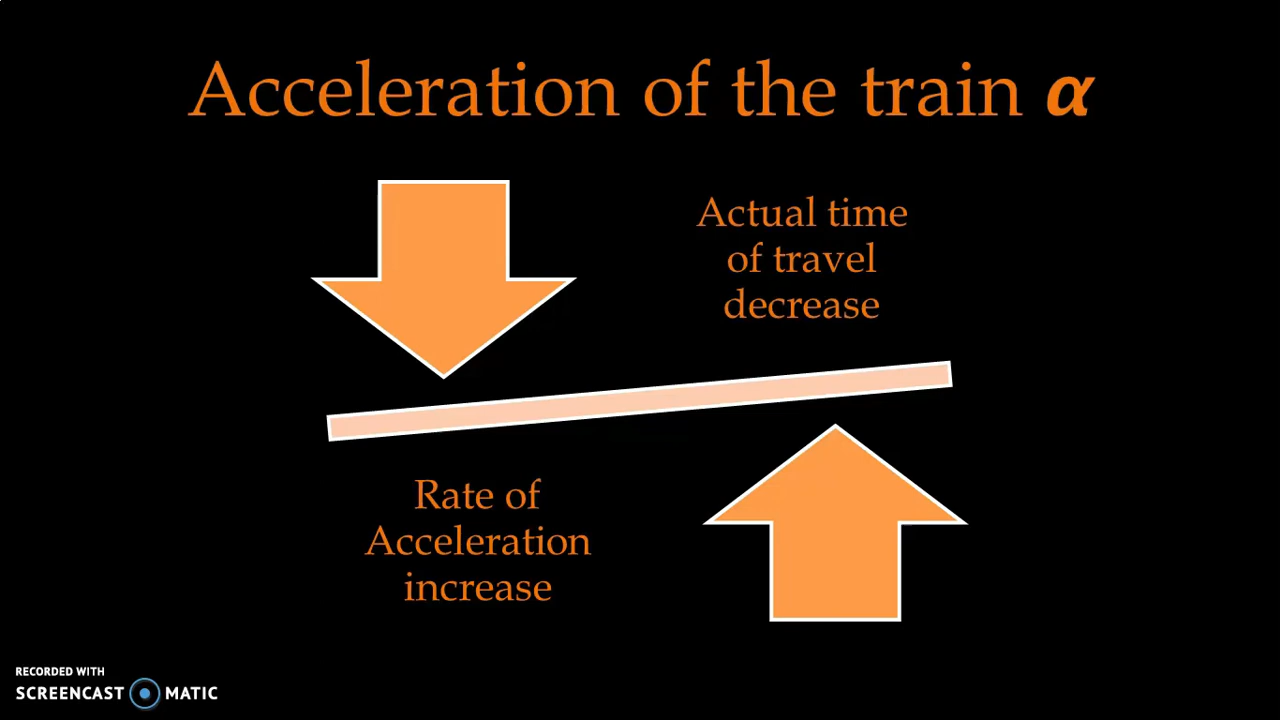 Acceleration of the train α
Actual time
of travel
decrease
Rate of
Acceleration
increase
RECORDED WITH
SCREENCAST MATIC